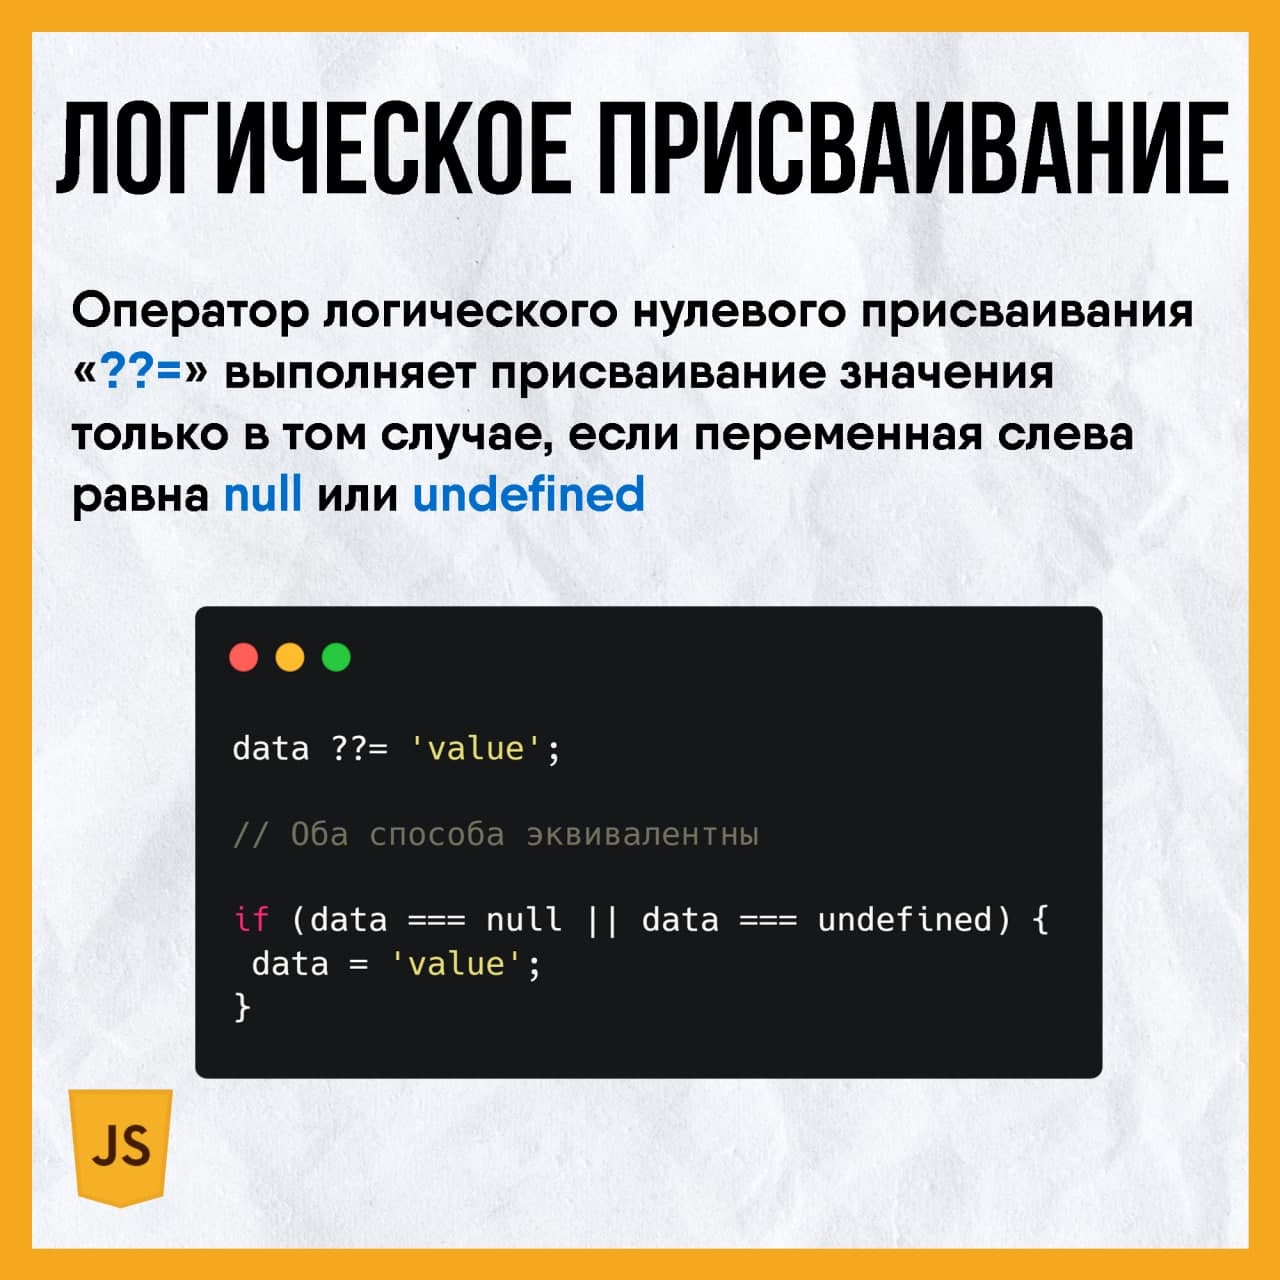 ЛОГИЧЕСКОЕ ПРИСВАИВАНИЕ
Оператор логического нулевого присваивания
«??=» выполняет присваивание значения
только в том случае, если переменная слева
равна null или undefined
data ??= 'value';
// Оба способа эквивалентны
if (data === null || data === undefined) {
 data = 'value';
}
JS